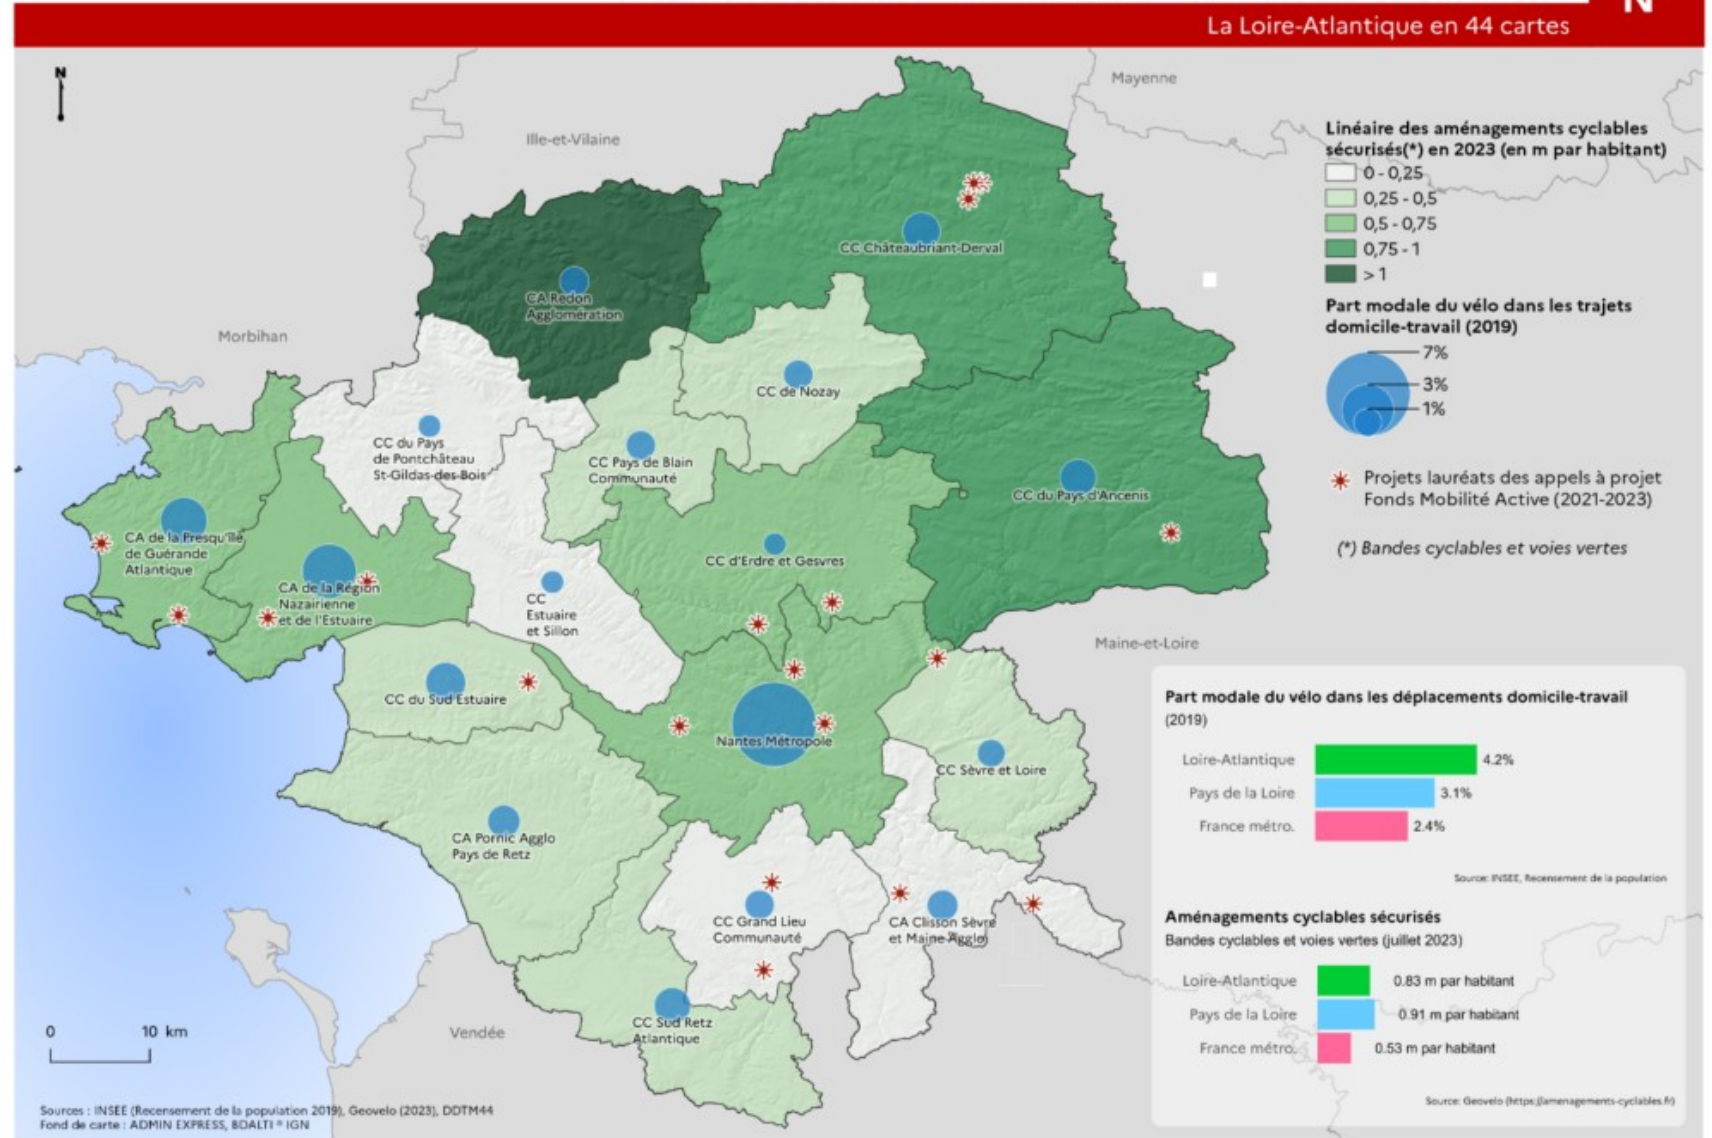 N
La Loire-Atlantique en 44 cartes
N
Mayenne
Ille-et-Vilaine
Morbihan
Maine-et-Loire
Vendée
Linéaire des aménagements cyclables
sécurisés(*) en 2023 (en m par habitant)
0 - 0,25
0,25 - 0,5
0,5 - 0,75
0,75 - 1
> 1
Part modale du vélo dans les trajets
domicile-travail (2019)
7%
3%
1%
Projets lauréats des appels à projet
Fonds Mobilité Active (2021-2023)
(*) Bandes cyclables et voies vertes
CC Châteaubriant-Derval
CA Redon
Agglomération
CC de Nozay
CC du Pays
de Pontchâteau
St-Gildas-des-Bois
CC Pays de Blain
Communauté
CC du Pays d'Ancenis
CA de la Presqu'île
de Guérande
Atlantique
CA de la Région
Nazairienne
et de l'Estuaire
CC
Estuaire
et Sillon
CC d'Erdre et Gesvres
CC du Sud Estuaire
Nantes Métropole
CC Sèvre et Loire
CA Pornic Agglo
Pays de Retz
CC Grand Lieu
Communauté
CA Clisson Sèvre
et Maine Agglo
CC Sud Retz
Atlantique
Part modale du vélo dans les déplacements domicile-travail
(2019)
Loire-Atlantique 4.2%
Pays de la Loire 3.1%
France métro. 2.4%
Source: INSEE, Recensement de la population
Aménagements cyclables sécurisés
Bandes cyclables et voies vertes (juillet 2023)
Loire-Atlantique 0.83 m par habitant
Pays de la Loire 0.91 m par habitant
France métro. 0.53 m par habitant
Source: Geovelo (https://amenagements-cyclables.fr)
0 10 km
Sources : INSEE (Recensement de la population 2019), Geovelo (2023), DDTM44
Fond de carte : ADMIN EXPRESS, BDALTI ® IGN